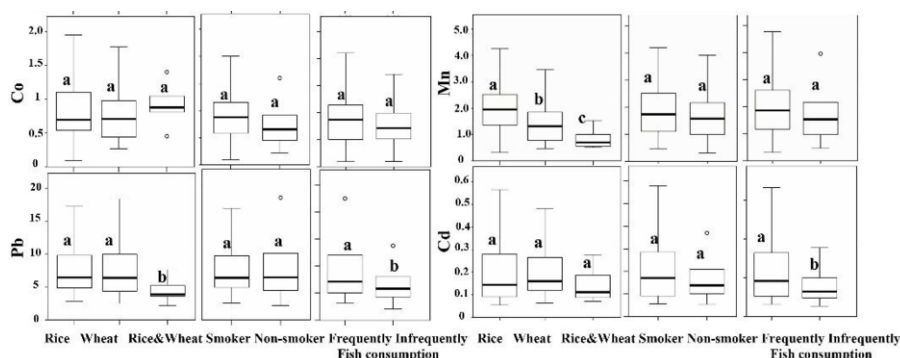 2.0
1.5
1
0.5
0
Co
a
a
a
a
a
a
a
5.0
4.0
3.0
2.0
1.0
0.0
Mn
a
b
c
a
a
a
a
20
15
10
5
0
Pb
a
a
b
a
a
a
b
0.6
0.5
0.4
0.3
0.2
0.1
0
Cd
a
a
a
a
a
a
b
Rice Wheat Rice&Wheat Smoker Non-smoker Frequently Infrequently
Fish consumption
Rice Wheat Rice&Wheat Smoker Non-smoker Frequently Infrequently
Fish consumption